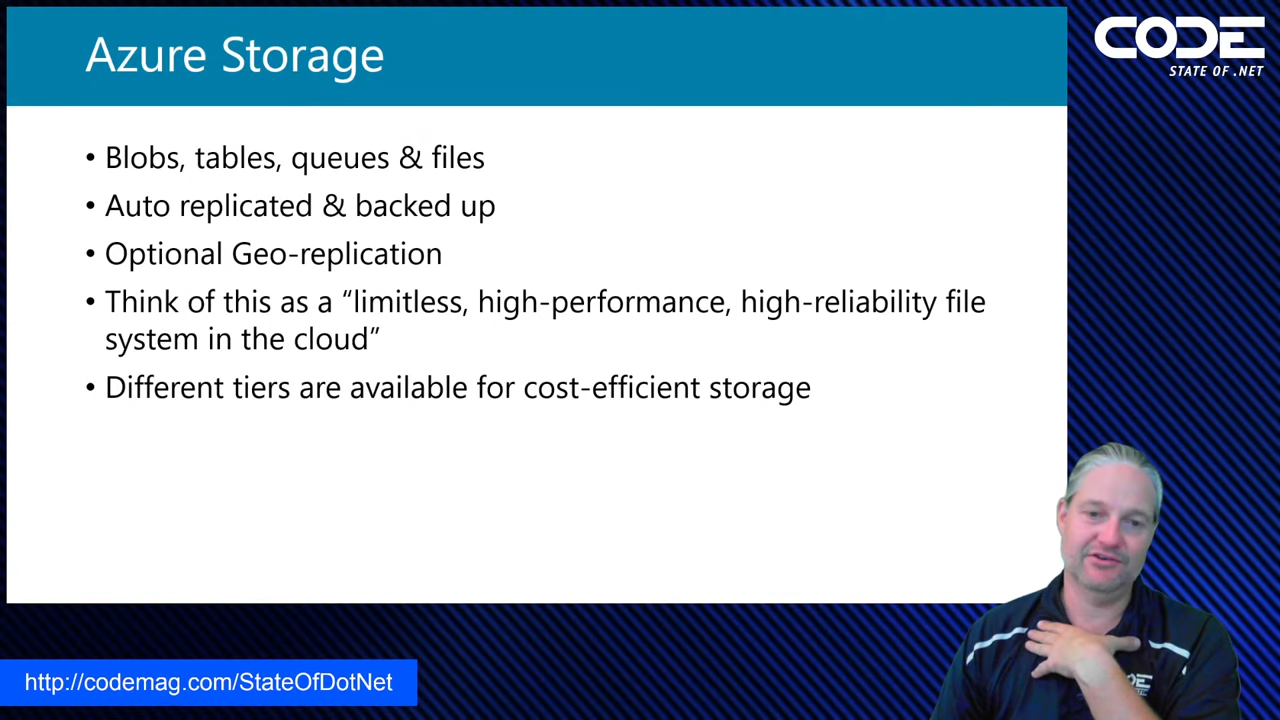 Azure Storage
CODE
STATE OF .NET
• Blobs, tables, queues & files
• Auto replicated & backed up
• Optional Geo-replication
• Think of this as a “limitless, high-performance, high-reliability file
system in the cloud”
• Different tiers are available for cost-efficient storage
CODE
http://codemag.com/StateOfDotNet